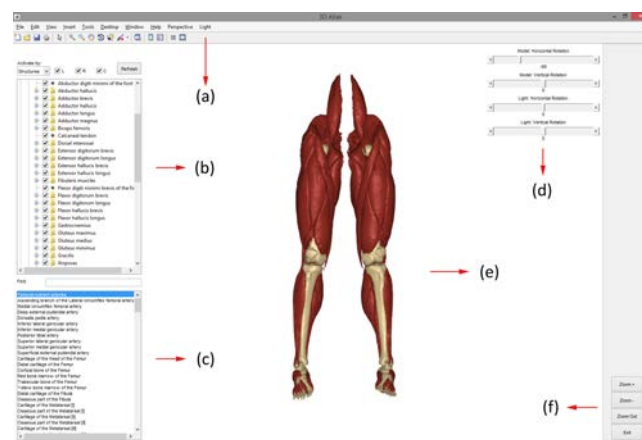 3D Atlas
File Edit View Insert Tools Desktop Window Help Perspective Light
Activate by:
Structures L R C Refresh
Abductor digiti minimi of the foot
Abductor hallucis
Adductor brevis
Adductor hallucis
Adductor longus
Adductor magnus
Biceps femoris
Calcaneal tendon
Dorsal interossei
Extensor digitorum brevis
Extensor digitorum longus
Extensor hallucis brevis
Extensor hallucis longus
Fibularis muscles
Flexor digiti minimi brevis of the fo
Flexor digitorum brevis
Flexor digitorum longus
Flexor hallucis brevis
Flexor hallucis longus
Gastrocnemius
Gluteus maximus
Gluteus medius
Gluteus minimus
Gracilis
Iliopsoas
Find:
Ascending branch of the Lateral circumflex femoral artery
Medial circumflex femoral artery
Deep external pudendal artery
Dorsalis pedis artery
Inferior lateral genicular artery
Inferior medial genicular artery
Posterior tibial artery
Superior lateral genicular artery
Superior medial genicular artery
Superficial external pudendal artery
Cartilage of the Head of the Femur
Distal cartilage of the Femur
Cortical bone of the Femur
Red bone marrow of the Femur
Trabecular bone of the Femur
Yellow bone marrow of the Femur
Distal cartilage of the Fibula
Osseous part of the Fibula
Cartilage of the Metatarsal [I]
Osseous part of the Metatarsal [I]
(a)
(b)
(c)
Model: Horizontal Rotation
Model: Vertical Rotation
0
Light: Horizontal Rotation
0
Light: Vertical Rotation
0
(d)
(e)
(f)
Zoom +
Zoom -
Zoom Out
Exit